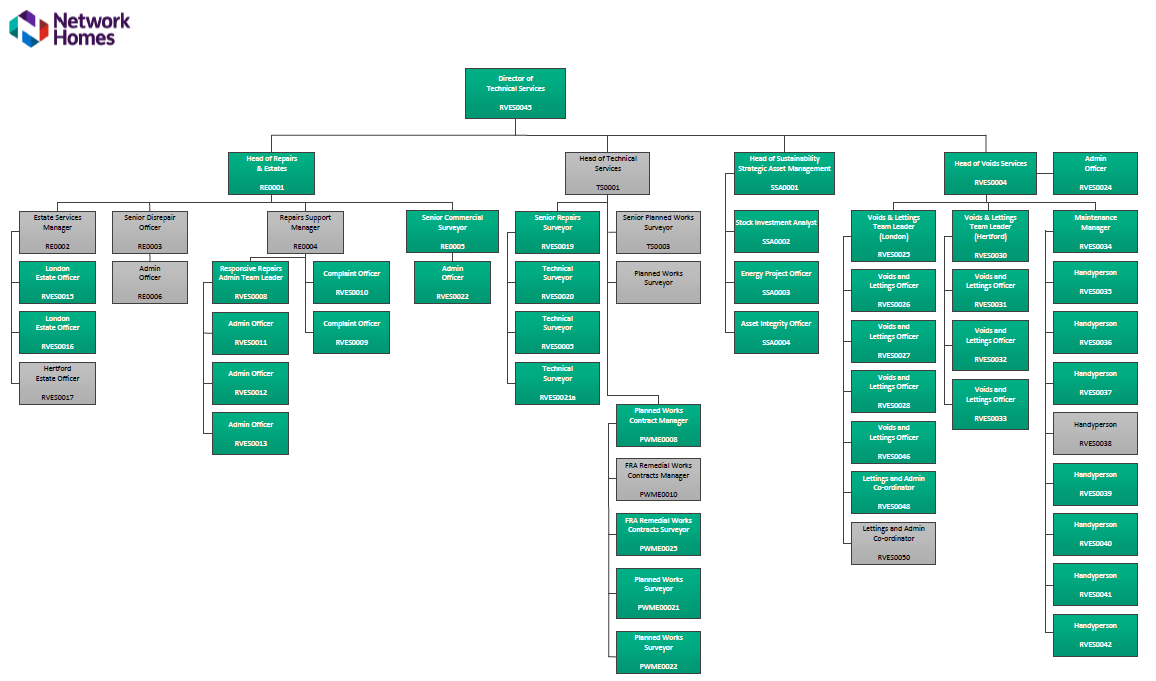 Network
Homes
Director of
Technical Services
RVES0045
Head of Repairs
& Estates
RE0001
Head of Technical
Services
TS0001
Head of Sustainability
Strategic Asset Management
SSA0001
Head of Voids Services
RVES0004
Admin
Officer
RVES0024
Estate Services
Manager
RE0002
Senior Disrepair
Officer
RE0003
Repairs Support
Manager
RE0004
Senior Commercial
Surveyor
RE0005
Senior Repairs
Surveyor
RVES0019
Senior Planned Works
Surveyor
TS0003
Stock Investment Analyst
SSA0002
Voids & Lettings
Team Leader
(London)
RVES0025
Voids & Lettings
Team Leader
(Hertford)
RVES0030
Maintenance
Manager
RVES0034
London
Estate Officer
RVES0015
Admin
Officer
RE0006
Responsive Repairs
Admin Team Leader
RVES0008
Complaint Officer
RVES0010
Admin
Officer
RVES0022
Technical
Surveyor
RVES0020
Planned Works
Surveyor
Energy Project Officer
SSA0003
Voids and
Lettings Officer
RVES0026
Voids and
Lettings Officer
RVES0031
Handyperson
RVES0035
London
Estate Officer
RVES0016
Admin Officer
RVES0011
Complaint Officer
RVES0009
Technical
Surveyor
RVES0005
Asset Integrity Officer
SSA0004
Voids and
Lettings Officer
RVES0027
Voids and
Lettings Officer
RVES0032
Handyperson
RVES0036
Hertford
Estate Officer
RVES0017
Admin Officer
RVES0012
Technical
Surveyor
RVES0021a
Voids and
Lettings Officer
RVES0028
Voids and
Lettings Officer
RVES0033
Handyperson
RVES0037
Admin Officer
RVES0013
Planned Works
Contract Manager
PWME0008
Voids and
Lettings Officer
RVES0046
Handyperson
RVES0038
FRA Remedial Works
Contracts Manager
PWME0010
Lettings and Admin
Co-ordinator
RVES0048
Handyperson
RVES0039
FRA Remedial Works
Contracts Surveyor
PWME0025
Lettings and Admin
Co-ordinator
RVES0050
Handyperson
RVES0040
Planned Works
Surveyor
PWME00021
Handyperson
RVES0041
Planned Works
Surveyor
PWME0022
Handyperson
RVES0042